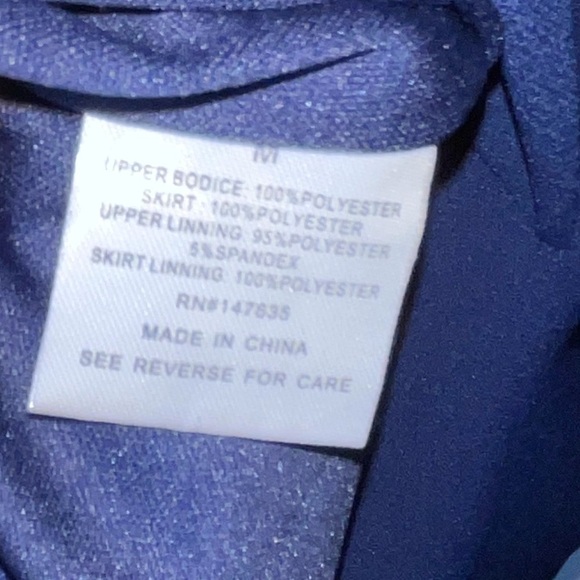 M
UPPER BODICE: 100%POLYESTER
SKIRT: 100%POLYESTER
UPPER LINNING: 95%POLYESTER
5%SPANDEX
SKIRT LINNING: 100%POLYESTER
RN#147635
MADE IN CHINA
SEE REVERSE FOR CARE